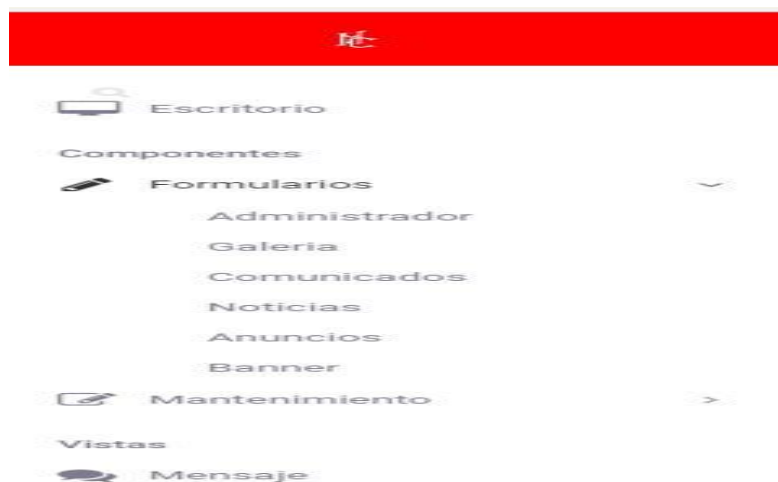 Escritorio
Componentes
Formularios
Administrador
Galeria
Comunicados
Noticias
Anuncios
Banner
Mantenimiento
Vistas
Mensaje